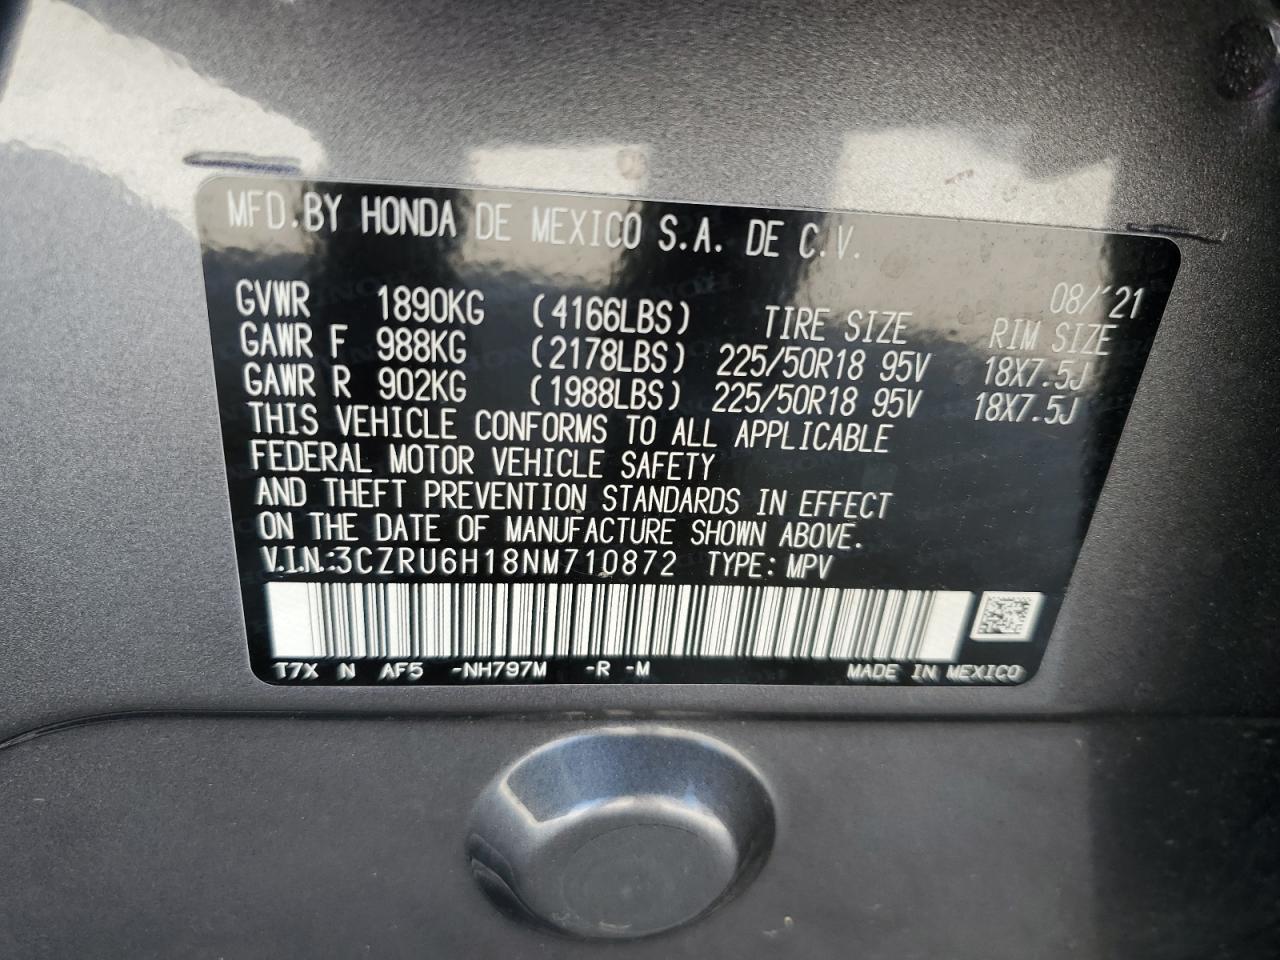 MFD.BY HONDA DE MEXICO S.A. DE C.V.
08/'21
GVWR 1890KG (4166LBS) TIRE SIZE RIM SIZE
GAWR F 988KG (2178LBS) 225/50R18 95V 18X7.5J
GAWR R 902KG (1988LBS) 225/50R18 95V 18X7.5J
THIS VEHICLE CONFORMS TO ALL APPLICABLE
FEDERAL MOTOR VEHICLE SAFETY
AND THEFT PREVENTION STANDARDS IN EFFECT
ON THE DATE OF MANUFACTURE SHOWN ABOVE.
V.I.N.:3CZRU6H18NM710872 TYPE: MPV
T7X N AF5 -NH797M -R -M MADE IN MEXICO